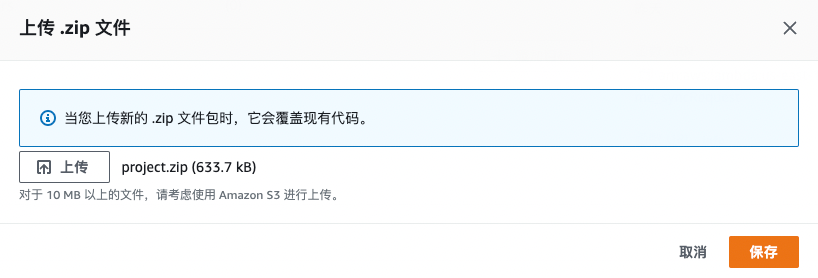 上传 .zip 文件
当您上传新的 .zip 文件包时，它会覆盖现有代码。
上传 project.zip (633.7 kB)
对于 10 MB 以上的文件，请考虑使用 Amazon S3 进行上传。
取消 保存